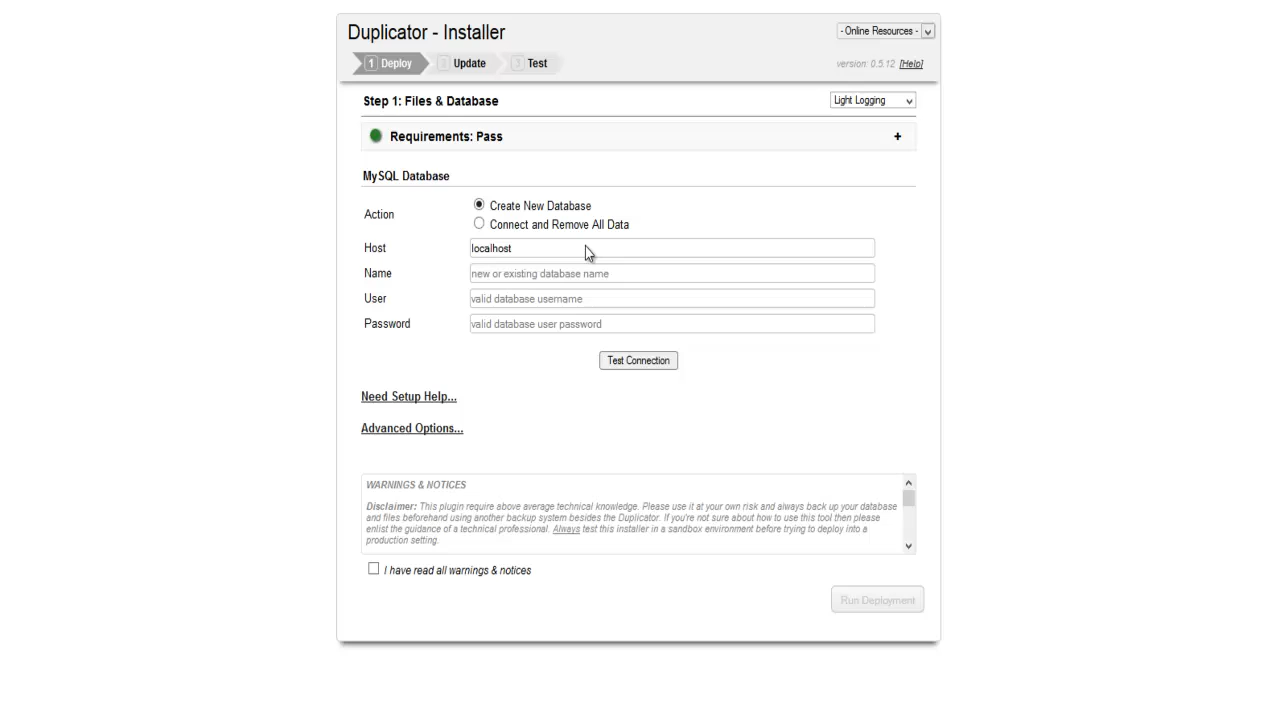 Duplicator - Installer
- Online Resources -
1 Deploy
2 Update
3 Test
version: 0.5.12 [Help]
Step 1: Files & Database
Light Logging
Requirements: Pass
+
MySQL Database
Action
Create New Database
Connect and Remove All Data
Host
localhost
Name
new or existing database name
User
valid database username
Password
valid database user password
Test Connection
Need Setup Help...
Advanced Options...
WARNINGS & NOTICES
Disclaimer: This plugin require above average technical knowledge. Please use it at your own risk and always back up your database
and files beforehand using another backup system besides the Duplicator. If you're not sure about how to use this tool then please
enlist the guidance of a technical professional. Always test this installer in a sandbox environment before trying to deploy into a
production setting.
I have read all warnings & notices
Run Deployment